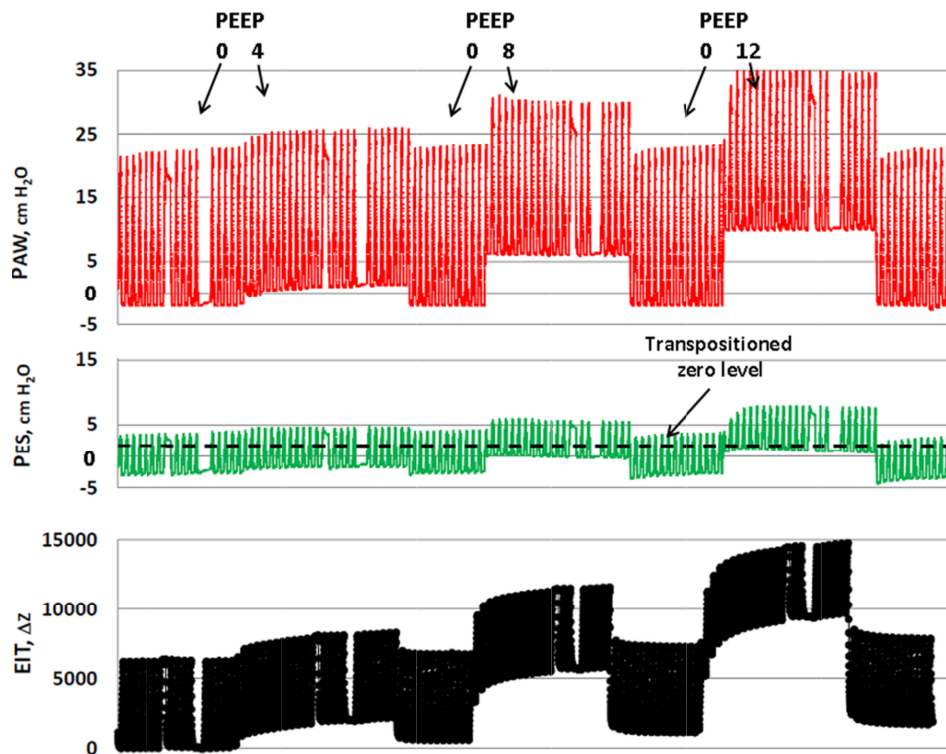 PEEP PEEP PEEP
0 4 0 8 0 12
35
25
15
5
0
-5
PAW, cm H₂O
Transpositioned
zero level
15
5
0
-5
PES, cm H₂O
15000
10000
5000
0
EIT, ΔZ